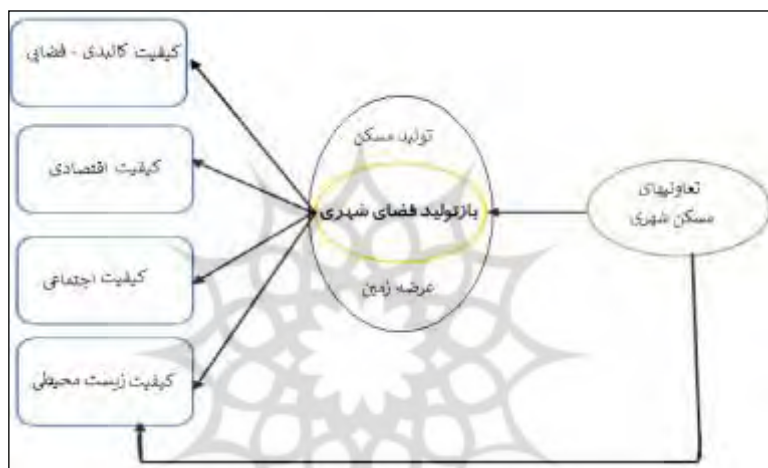 کیفیت کالبدی - فضایی
تولید مسکن
کیفیت اقتصادی
تعاونیهای
مسکن شهری
بازتولید فضای شهری
کیفیت اجتماعی
عرضه زمین
کیفیت زیست محیطی